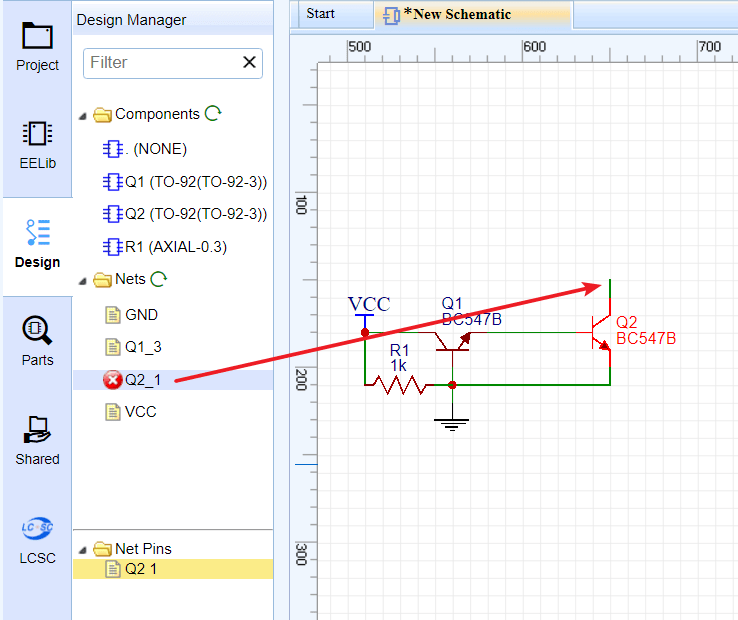 Project
EELib
Design
Parts
Shared
LCSC
LCSC
Design Manager
Filter
Components
. (NONE)
Q1 (TO-92(TO-92-3))
Q2 (TO-92(TO-92-3))
R1 (AXIAL-0.3)
Nets
GND
Q1_3
Q2_1
VCC
Net Pins
Q2 1
Start
*New Schematic
500 600 700
100
200
300
VCC
Q1
BC547B
R1
1k
Q2
BC547B